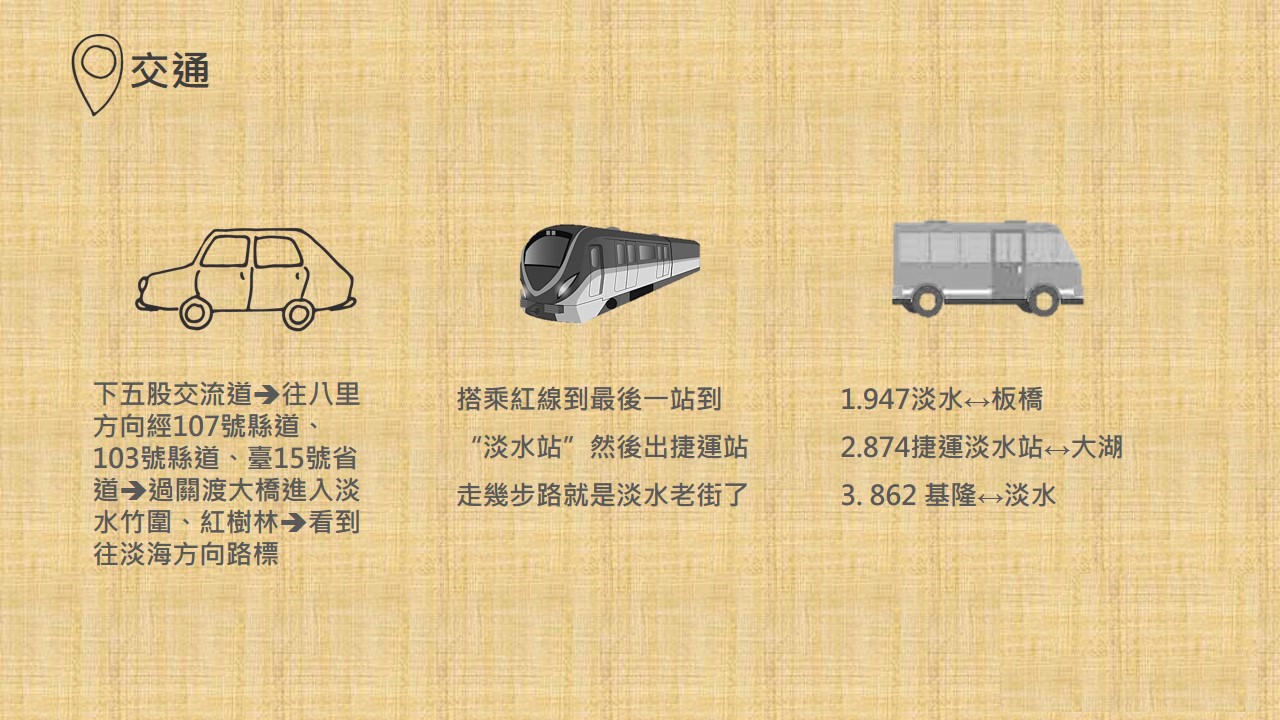 交通
下五股交流道➔往八里
方向經107號縣道、
103號縣道、臺15號省
道➔過關渡大橋進入淡
水竹圍、紅樹林➔看到
往淡海方向路標
搭乘紅線到最後一站到
“淡水站”然後出捷運站
走幾步路就是淡水老街了
1.947淡水↔板橋
2.874捷運淡水站↔大湖
3. 862 基隆↔淡水